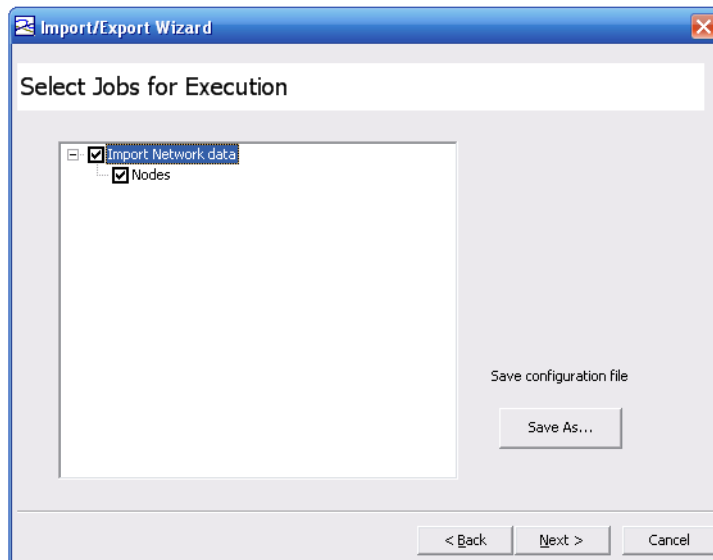 Import/Export Wizard
Select Jobs for Execution
Import Network data
Nodes
Save configuration file
Save As...
< Back
Next >
Cancel